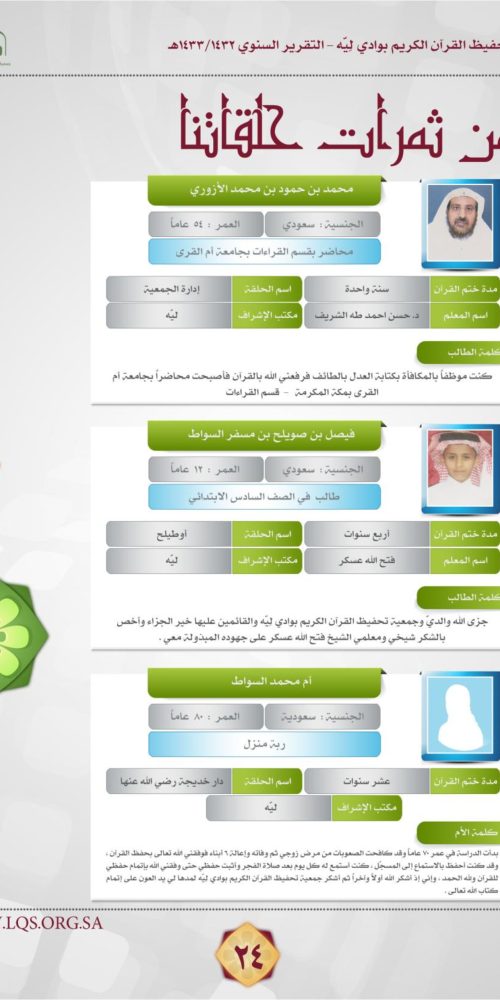 حفيظ القرآن الكريم بوادي ليّه - التقرير السنوي ١٤٣٣/١٤٣٢هـ
من ثمرات حلقاتنا
محمد بن حمود بن محمد الأزوري
الجنسية : سعودي العمر : ٥٤ عاماً
محاضر بقسم القراءات بجامعة أم القرى
مدة ختم القرآن سنة واحدة اسم الحلقة إدارة الجمعية
اسم المعلم د. حسن احمد طه الشريف مكتب الإشراف ليّه
كلمة الطالب
كنت موظفاً بالمكافأة بكتابة العدل بالطائف فرفعني الله بالقرآن فأصبحت محاضراً بجامعة أم
القرى بمكة المكرمة - قسم القراءات
فيصل بن صويلح بن مسفر السواط
الجنسية : سعودي العمر : ١٢ عاماً
طالب في الصف السادس الابتدائي
مدة ختم القرآن أربع سنوات اسم الحلقة أوطيلح
اسم المعلم فتح الله عسكر مكتب الإشراف ليّه
كلمة الطالب
جزى الله والديّ وجمعية تحفيظ القرآن الكريم بوادي ليّه والقائمين عليها خير الجزاء وأخص
بالشكر شيخي ومعلمي الشيخ فتح الله عسكر على جهوده المبذولة معي .
أم محمد السواط
الجنسية : سعودية العمر : ٨٠ عاماً
ربة منزل
مدة ختم القرآن عشر سنوات اسم الحلقة دار خديجة رضي الله عنها
مكتب الإشراف ليّه
كلمة الأم
بدأت الدراسة في عمر ٧٠ عاماً وقد كافحت الصعوبات من مرض زوجي ثم وفاته وإعالة ٦ أبناء فوفقني الله تعالى بحفظ القرآن ،
وقد كنت أحفظ بالاستماع إلى المسجل ، كنت أستمع له كل يوم بعد صلاة الفجر وأثبت حفظي حتى وفقني الله بإتمام حفظي
للقرآن ولله الحمد ، وإني إذ أشكر الله أولاً وآخراً ثم أشكر جمعية تحفيظ القرآن الكريم بوادي ليّه لمدها لي يد العون على إتمام
كتاب الله تعالى .
.LQS.ORG.SA
٢٤